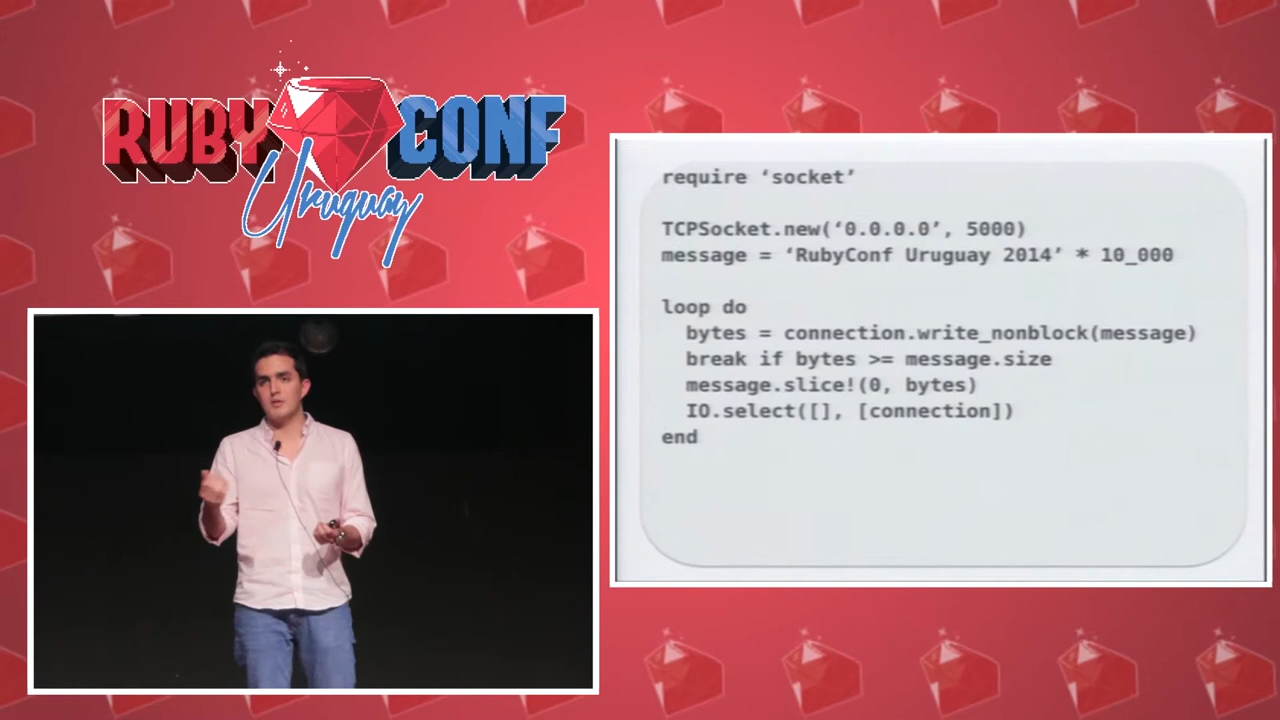 RUBY CONF
Uruguay
require ‘socket’
TCPSocket.new(‘0.0.0.0’, 5000)
message = ‘RubyConf Uruguay 2014’ * 10_000
loop do
  bytes = connection.write_nonblock(message)
  break if bytes >= message.size
  message.slice!(0, bytes)
  IO.select([], [connection])
end